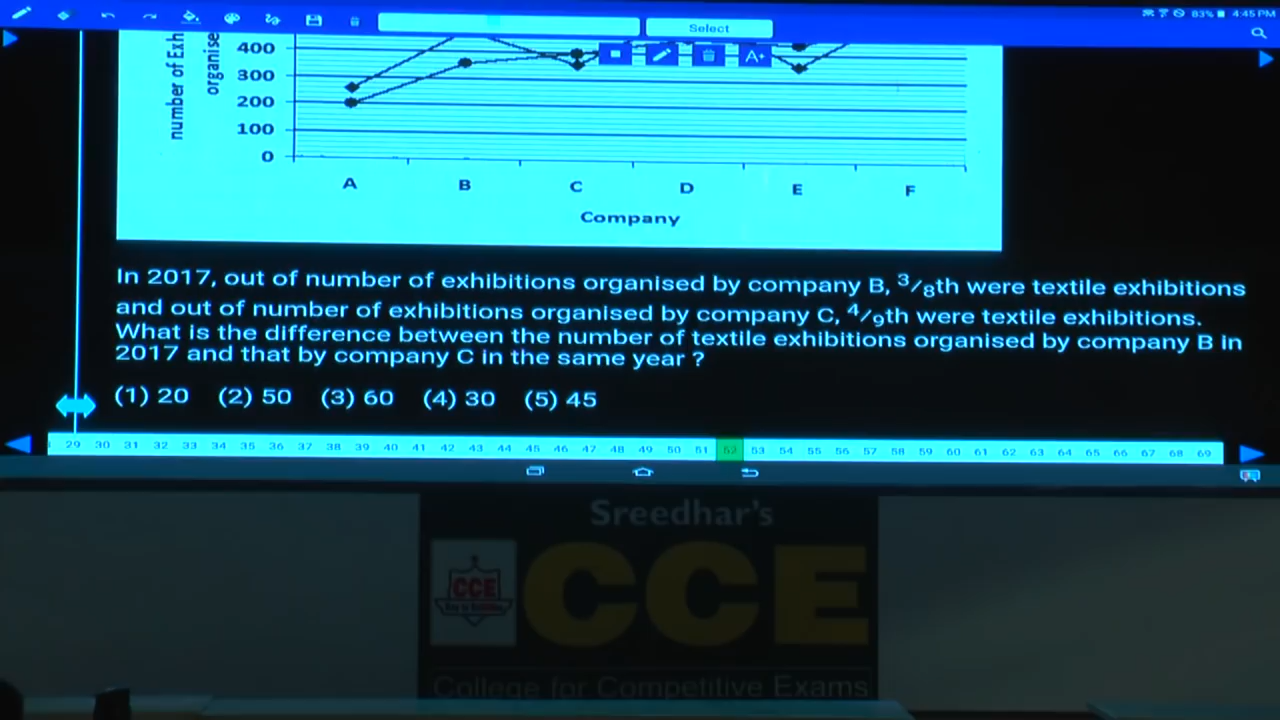 Select
83% 4:45 PM
number of Exh
organise
400
300
200
100
0
A+
A B C D E F
Company
In 2017, out of number of exhibitions organised by company B, 3/8th were textile exhibitions
and out of number of exhibitions organised by company C, 4/9th were textile exhibitions.
What is the difference between the number of textile exhibitions organised by company B in
2017 and that by company C in the same year ?
(1) 20 (2) 50 (3) 60 (4) 30 (5) 45
29 30 31 32 33 34 35 36 37 38 39 40 41 42 43 44 45 46 47 48 49 50 51 52 53 54 55 56 57 58 59 60 61 62 63 64 65 66 67 68 69
Sreedhar's
CCE
CCE
College for Competitive Exams